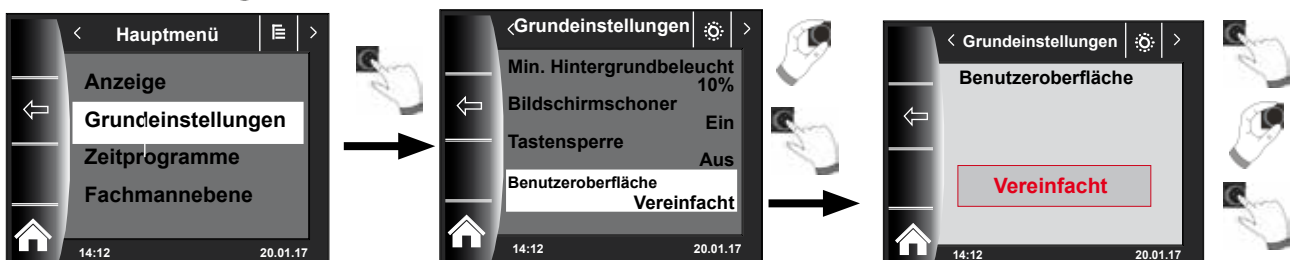 Hauptmenü
Anzeige
Grundeinstellungen
Zeitprogramme
Fachmannebene
14:12 20.01.17
Grundeinstellungen
Min. Hintergrundbeleucht
10%
Bildschirmschoner
Ein
Tastensperre
Aus
Benutzeroberfläche
Vereinfacht
14:12 20.01.17
Grundeinstellungen
Benutzeroberfläche
Vereinfacht
14:12 20.01.17